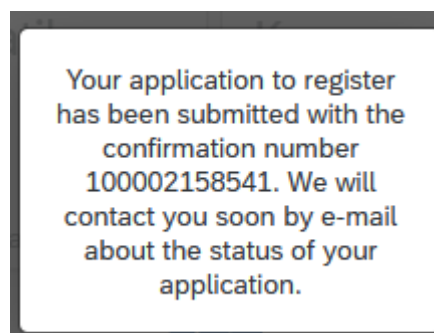 Your application to register
has been submitted with the
confirmation number
100002158541. We will
contact you soon by e-mail
about the status of your
application.